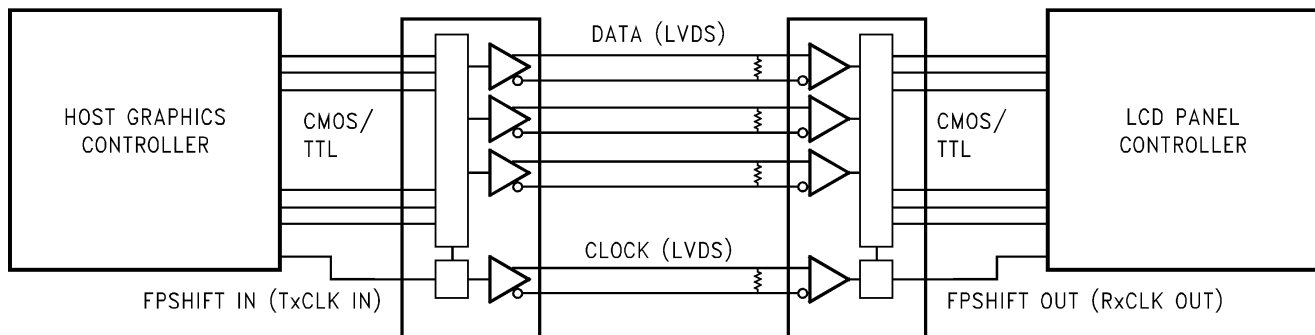 DATA (LVDS)
HOST GRAPHICS
CONTROLLER
CMOS/
TTL
CMOS/
TTL
LCD PANEL
CONTROLLER
CLOCK (LVDS)
FPSHIFT IN (TxCLK IN)
FPSHIFT OUT (RxCLK OUT)